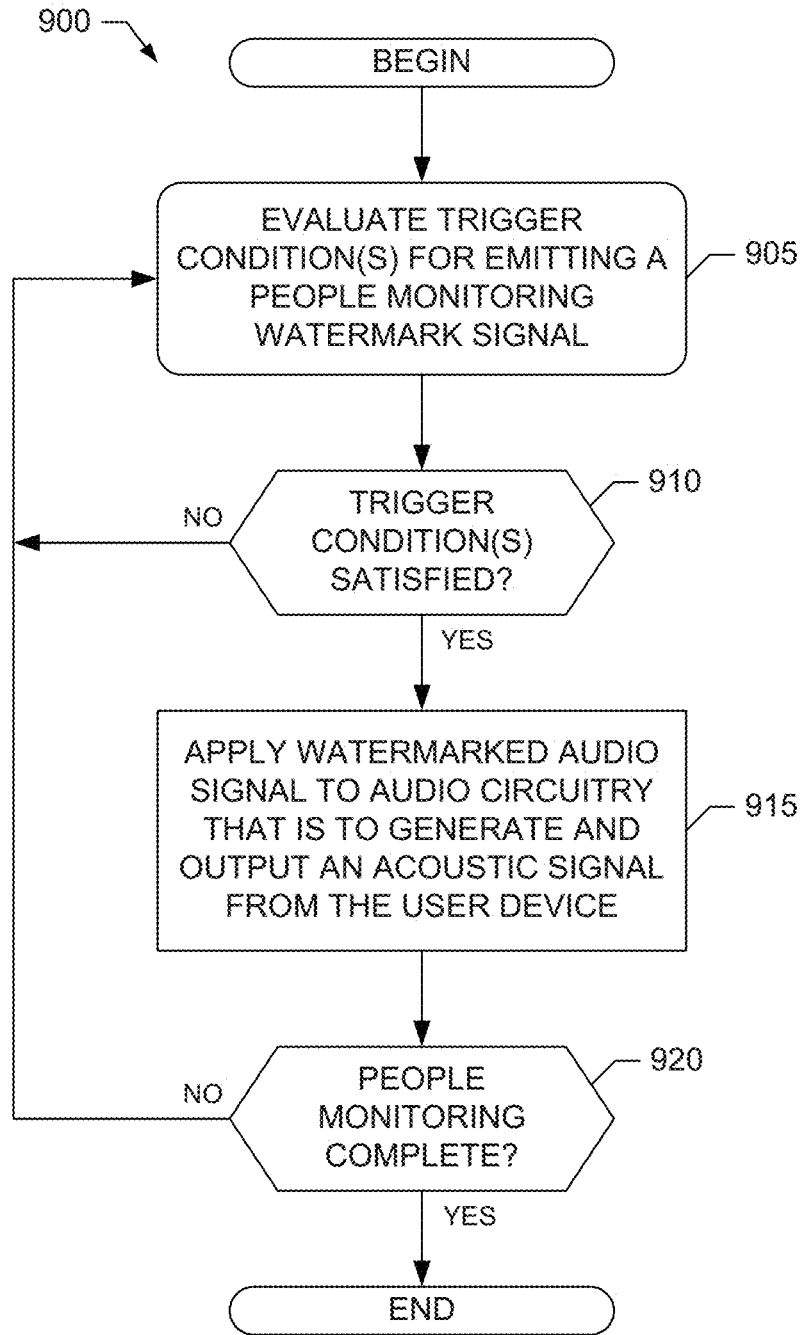 900
BEGIN
EVALUATE TRIGGER
CONDITION(S) FOR EMITTING A
PEOPLE MONITORING
WATERMARK SIGNAL
905
TRIGGER
CONDITION(S)
SATISFIED?
910
NO
YES
APPLY WATERMARKED AUDIO
SIGNAL TO AUDIO CIRCUITRY
THAT IS TO GENERATE AND
OUTPUT AN ACOUSTIC SIGNAL
FROM THE USER DEVICE
915
PEOPLE
MONITORING
COMPLETE?
920
NO
YES
END